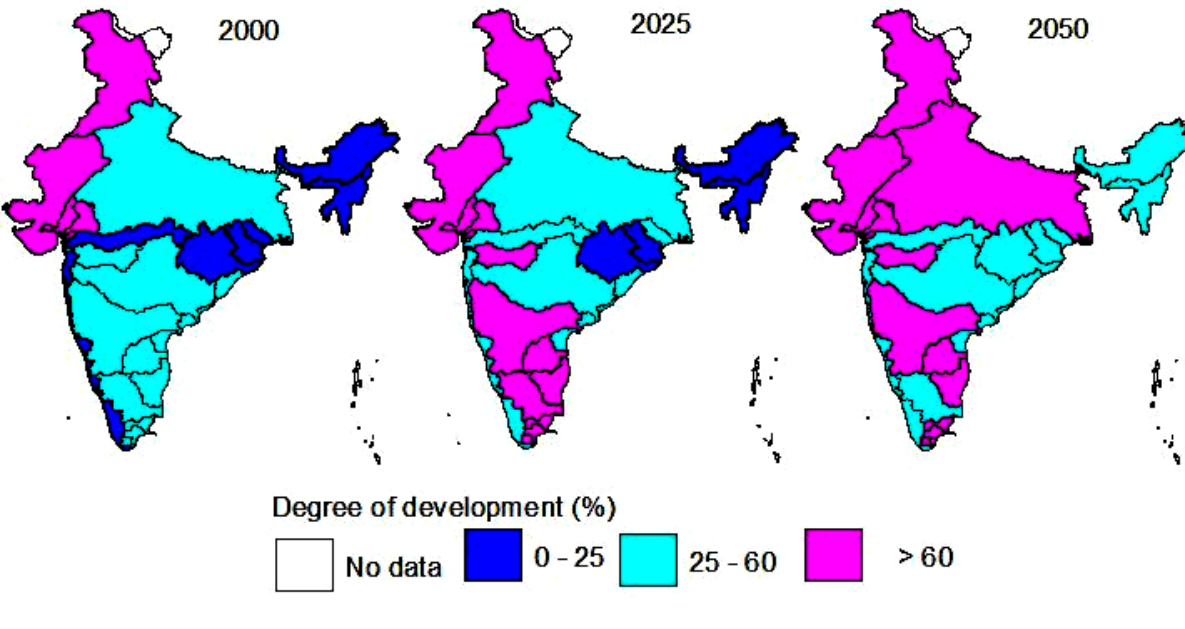 2000
2025
2050
Degree of development (%)
No data
0 - 25
25 - 60
> 60